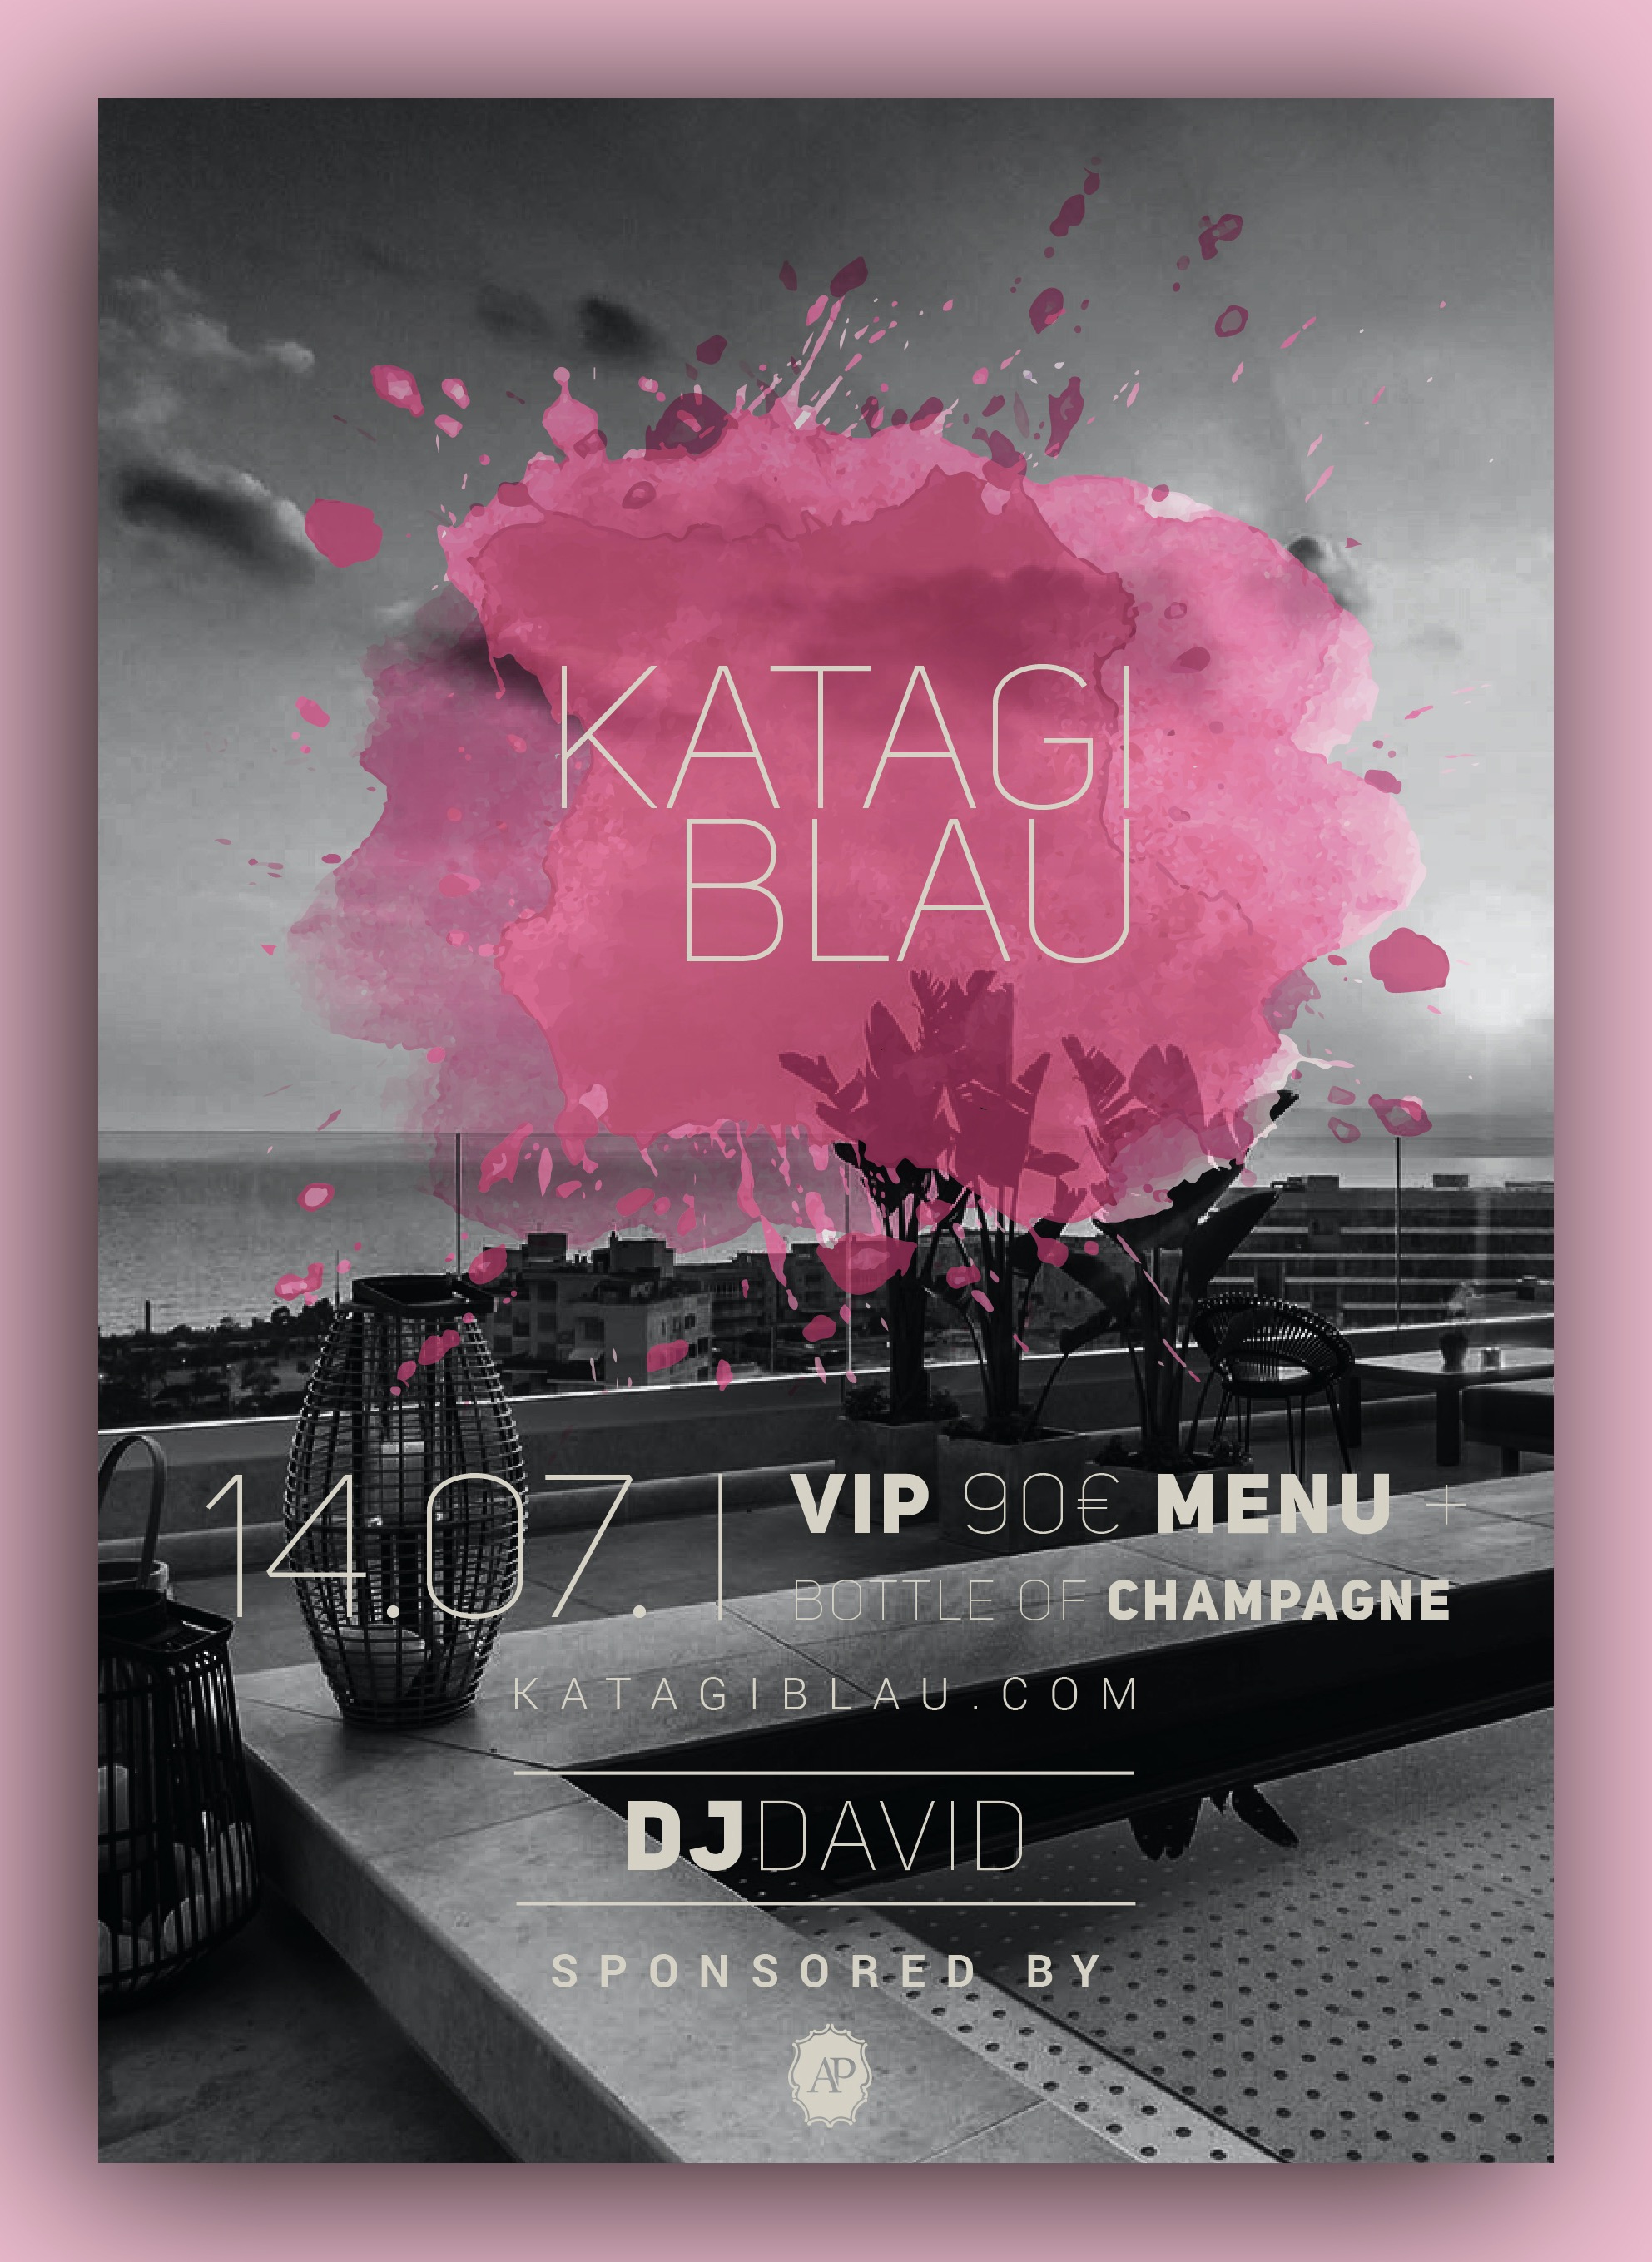 KATAGI
BLAU
14.07. |
VIP 90€ MENU +
BOTTLE OF CHAMPAGNE
KATAGIBLAU.COM
DJDAVID
SPONSORED BY
AP